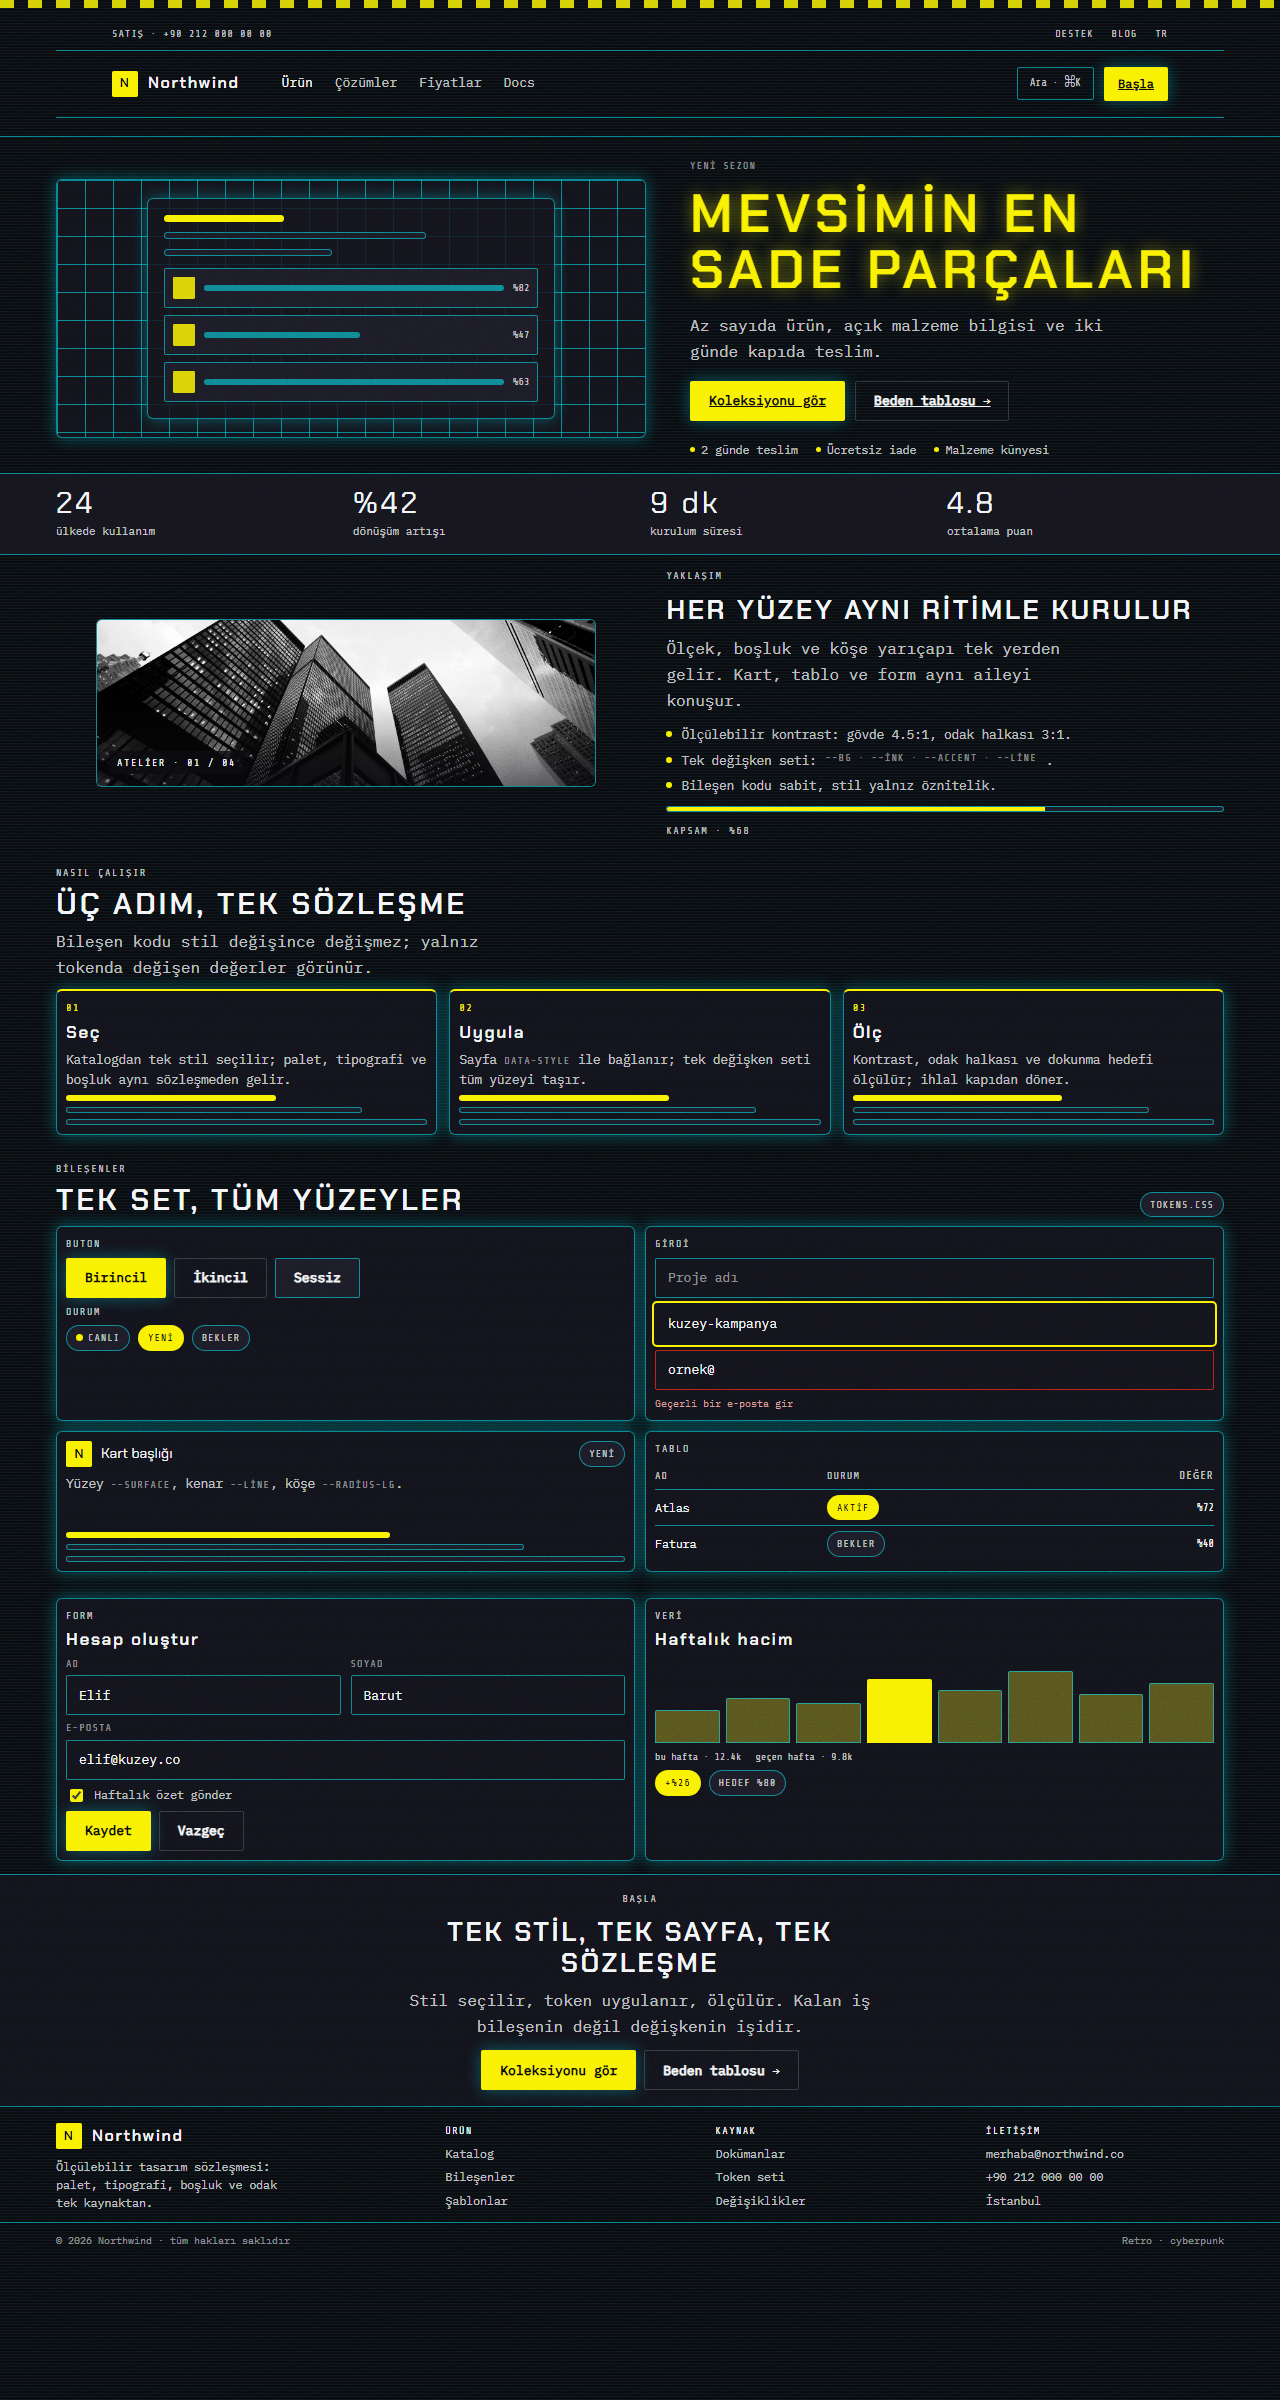 SATIŞ · +90 212 000 00 00
DESTEK BLOG TR
N Northwind Ürün Çözümler Fiyatlar Docs
Ara · ⌘K Başla
YENİ SEZON
MEVSİMİN EN
SADE PARÇALARI
%82
%47
%63
Az sayıda ürün, açık malzeme bilgisi ve iki
günde kapıda teslim.
Koleksiyonu gör Beden tablosu →
2 günde teslim Ücretsiz iade Malzeme künyesi
24 %42 9 dk 4.8
ülkede kullanım dönüşüm artışı kurulum süresi ortalama puan
YAKLAŞIM
HER YÜZEY AYNI RİTİMLE KURULUR
Ölçek, boşluk ve köşe yarıçapı tek yerden
gelir. Kart, tablo ve form aynı aileyi
konuşur.
Ölçülebilir kontrast: gövde 4.5:1, odak halkası 3:1.
Tek değişken seti: --BG · --İNK · --ACCENT · --LİNE .
Bileşen kodu sabit, stil yalnız öznitelik.
KAPSAM · %68
ATELİER · 01 / 04
NASIL ÇALIŞIR
ÜÇ ADIM, TEK SÖZLEŞME
Bileşen kodu stil değişince değişmez; yalnız
tokenda değişen değerler görünür.
01
Seç
Katalogdan tek stil seçilir; palet, tipografi ve
boşluk aynı sözleşmeden gelir.
02
Uygula
Sayfa DATA-STYLE ile bağlanır; tek değişken seti
tüm yüzeyi taşır.
03
Ölç
Kontrast, odak halkası ve dokunma hedefi
ölçülür; ihlal kapıdan döner.
BİLEŞENLER
TEK SET, TÜM YÜZEYLER
TOKENS.CSS
BUTON
Birincil İkincil Sessiz
DURUM
CANLI YENİ BEKLER
GİRDİ
Proje adı
kuzey-kampanya
ornek@
Geçerli bir e-posta gir
N Kart başlığı YENİ
Yüzey --SURFACE, kenar --LİNE, köşe --RADİUS-LG.
TABLO
AD DURUM DEĞER
Atlas AKTİF %72
Fatura BEKLER %40
FORM
Hesap oluştur
AD SOYAD
Elif Barut
E-POSTA
elif@kuzey.co
Haftalık özet gönder
Kaydet Vazgeç
VERİ
Haftalık hacim
bu hafta · 12.4k geçen hafta · 9.8k
+%26 HEDEF %80
BAŞLA
TEK STİL, TEK SAYFA, TEK
SÖZLEŞME
Stil seçilir, token uygulanır, ölçülür. Kalan iş
bileşenin değil değişkenin işidir.
Koleksiyonu gör Beden tablosu →
N Northwind
Ölçülebilir tasarım sözleşmesi:
palet, tipografi, boşluk ve odak
tek kaynaktan.
ÜRÜN
Katalog
Bileşenler
Şablonlar
KAYNAK
Dokümanlar
Token seti
Değişiklikler
İLETİŞİM
merhaba@northwind.co
+90 212 000 00 00
İstanbul
© 2026 Northwind · tüm hakları saklıdır
Retro · cyberpunk